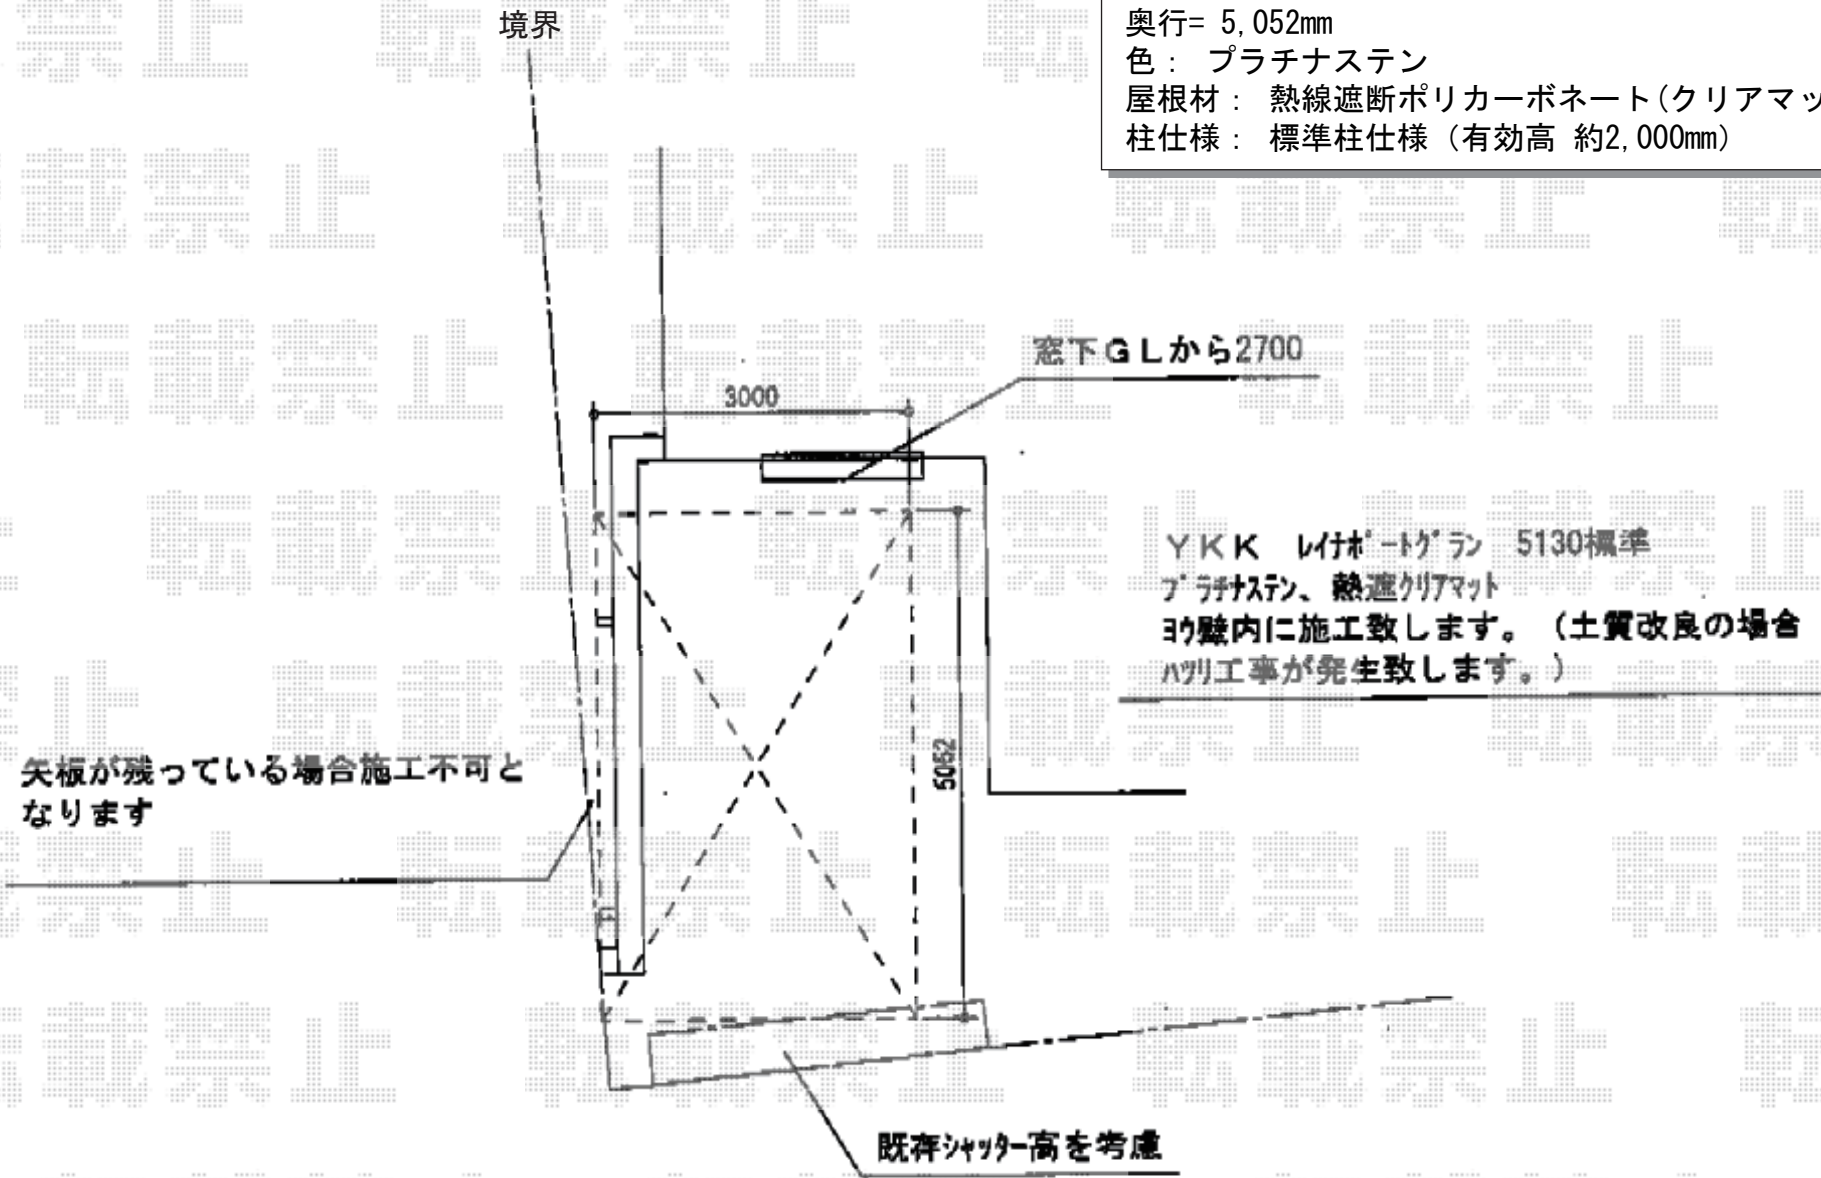 境界
奥行= 5,052mm
色： プラチナステン
屋根材： 熱線遮断ポリカーボネート(クリアマッ
柱仕様： 標準柱仕様（有効高 約2,000mm）
窓下ＧＬから2700
3000
ＹＫＫ ﾚｲﾅﾎﾟｰﾄｸﾞﾗﾝ 5130標準
ﾌﾟﾗﾁﾅｽﾃﾝ、熱遮ｸﾘｱﾏｯﾄ
ﾖｳ壁内に施工致します。（土質改良の場合
ﾊﾂﾘ工事が発生致します。）
5052
矢板が残っている場合施工不可と
なります
既存ｼｬｯﾀｰ高を考慮
転載禁止